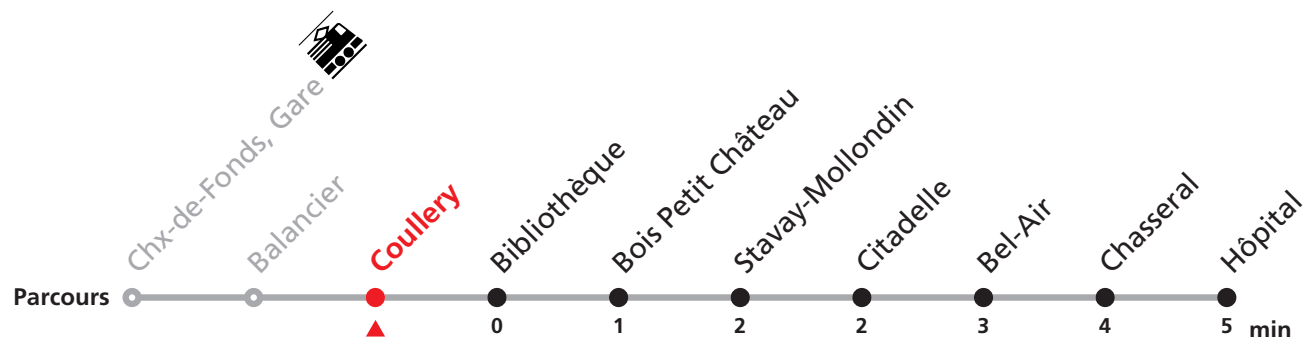 Chx-de-Fonds, Gare
Balancier
Coullery
Bibliothèque
Bois Petit Château
Stavay-Mollondin
Citadelle
Bel-Air
Chasseral
Hôpital
Parcours
0 1 2 2 3 4 5 min